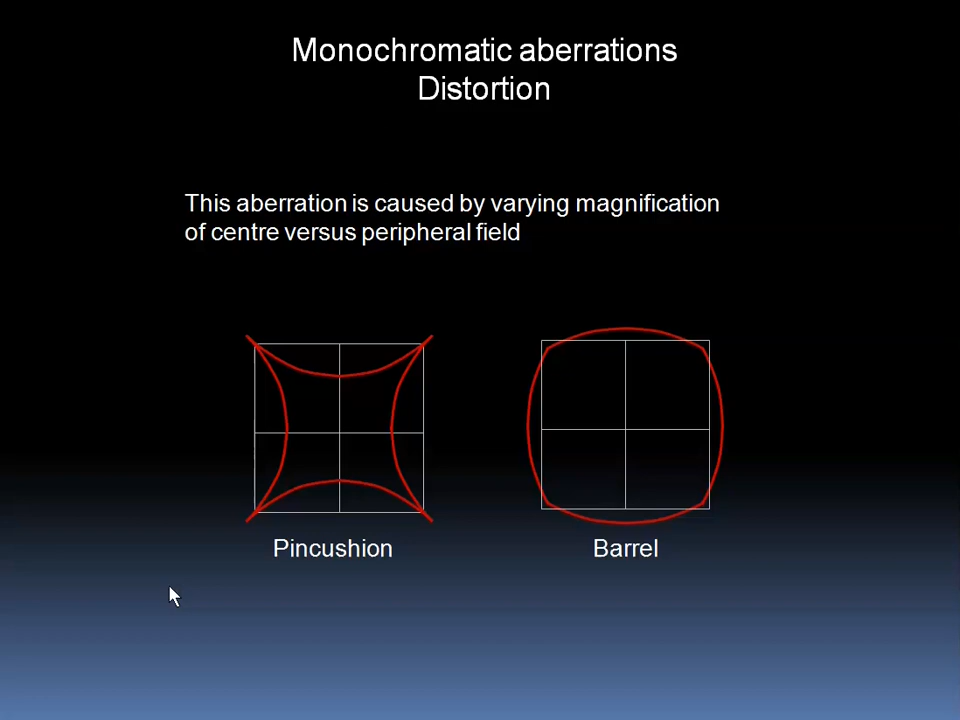 Monochromatic aberrations
Distortion
This aberration is caused by varying magnification
of centre versus peripheral field
Pincushion
Barrel